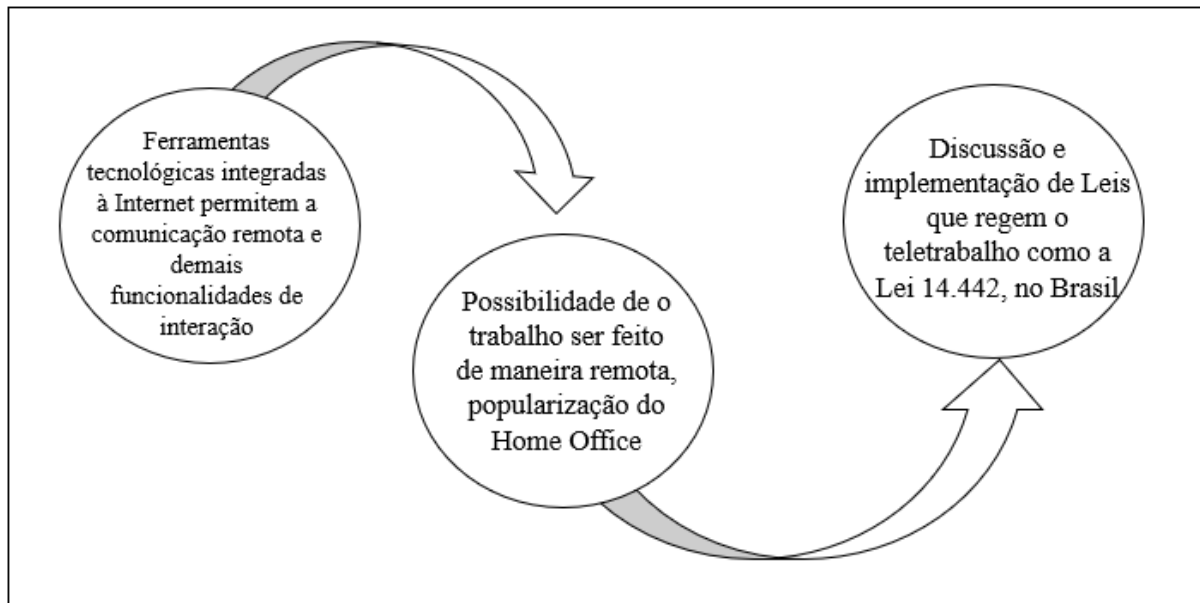 Ferramentas
tecnológicas integradas
à Internet permitem a
comunicação remota e
demais
funcionalidades de
interação
Possibilidade de o
trabalho ser feito
de maneira remota,
popularização do
Home Office
Discussão e
implementação de Leis
que regem o
teletrabalho como a
Lei 14.442, no Brasil